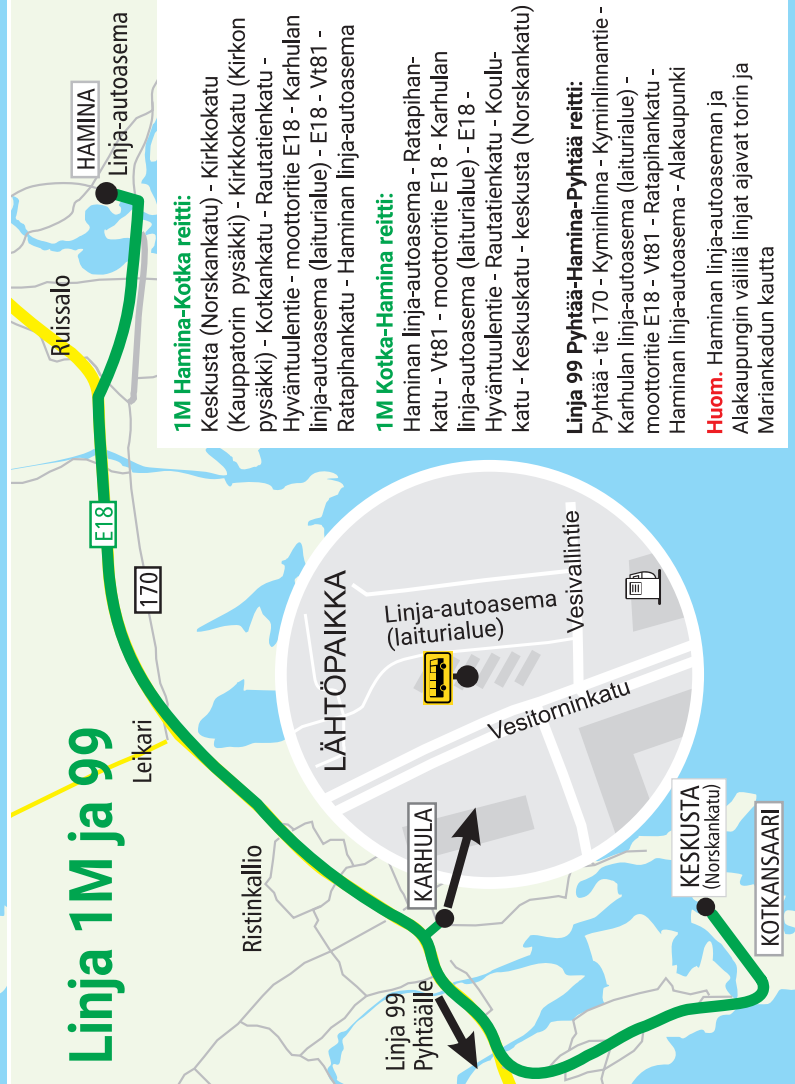 Linja 1M ja 99
HAMINA
Linja-autoasema
Ruissalo
E18
170
Leikari
Ristinkallio
KARHULA
Linja 99
Pyhtäälle
KESKUSTA
(Norskankatu)
KOTKANSAARI
LÄHTÖPAIKKA
Linja-autoasema
(laiturialue)
Vesivallintie
Vesitorninkatu
1M Hamina-Kotka reitti:
Keskusta (Norskankatu) - Kirkkokatu
(Kauppatorin pysäkki) - Kirkkokatu (Kirkon
pysäkki) - Kotkankatu - Rautatienkatu -
Hyväntuulentie - moottoritie E18 - Karhulan
linja-autoasema (laiturialue) - E18 - Vt81 -
Ratapihankatu - Haminan linja-autoasema
1M Kotka-Hamina reitti:
Haminan linja-autoasema - Ratapihan-
katu - Vt81 - moottoritie E18 - Karhulan
linja-autoasema (laiturialue) - E18 -
Hyväntuulentie - Rautatienkatu - Koulu-
katu - Keskuskatu - keskusta (Norskankatu)
Linja 99 Pyhtää-Hamina-Pyhtää reitti:
Pyhtää - tie 170 - Kyminlinna - Kyminlinnantie -
Karhulan linja-autoasema (laiturialue) -
moottoritie E18 - Vt81 - Ratapihankatu -
Haminan linja-autoasema - Alakaupunki
Huom. Haminan linja-autoaseman ja
Alakaupungin välillä linjat ajavat torin ja
Mariankadun kautta